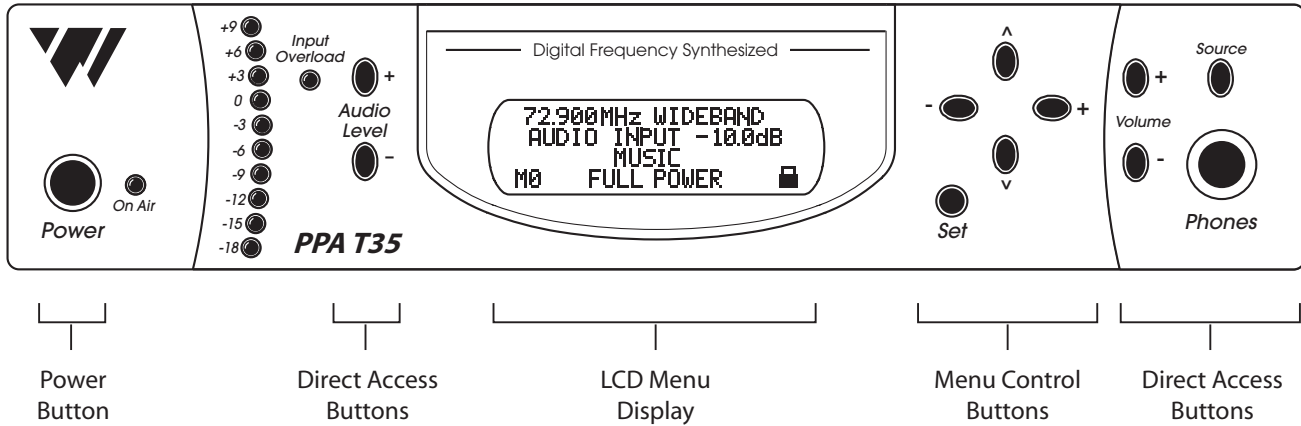 +9
+6
+3
0
-3
-6
-9
-12
-15
-18
Input
Overload
+
Audio
Level
-
On Air
Power
PPA T35
Digital Frequency Synthesized
72.900MHz WIDEBAND
AUDIO INPUT -10.0dB
MUSIC
M0 FULL POWER
^
- +
v
Set
+
Volume
-
Source
Phones
Power
Button
Direct Access
Buttons
LCD Menu
Display
Menu Control
Buttons
Direct Access
Buttons